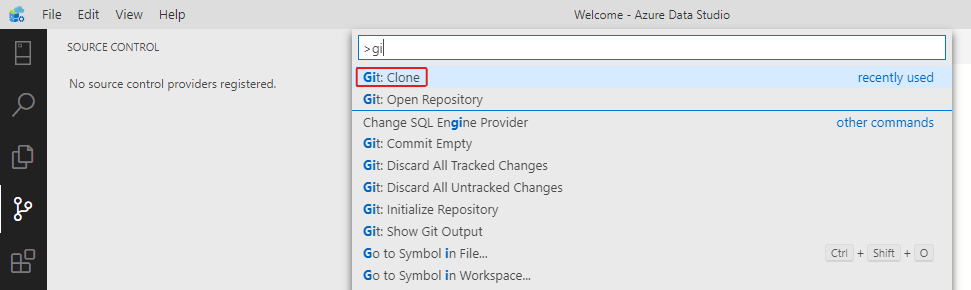 File Edit View Help Welcome - Azure Data Studio
SOURCE CONTROL
No source control providers registered.
>gi
Git: Clone recently used
Git: Open Repository
Change SQL Engine Provider other commands
Git: Commit Empty
Git: Discard All Tracked Changes
Git: Discard All Untracked Changes
Git: Initialize Repository
Git: Show Git Output
Go to Symbol in File... Ctrl + Shift + O
Go to Symbol in Workspace...